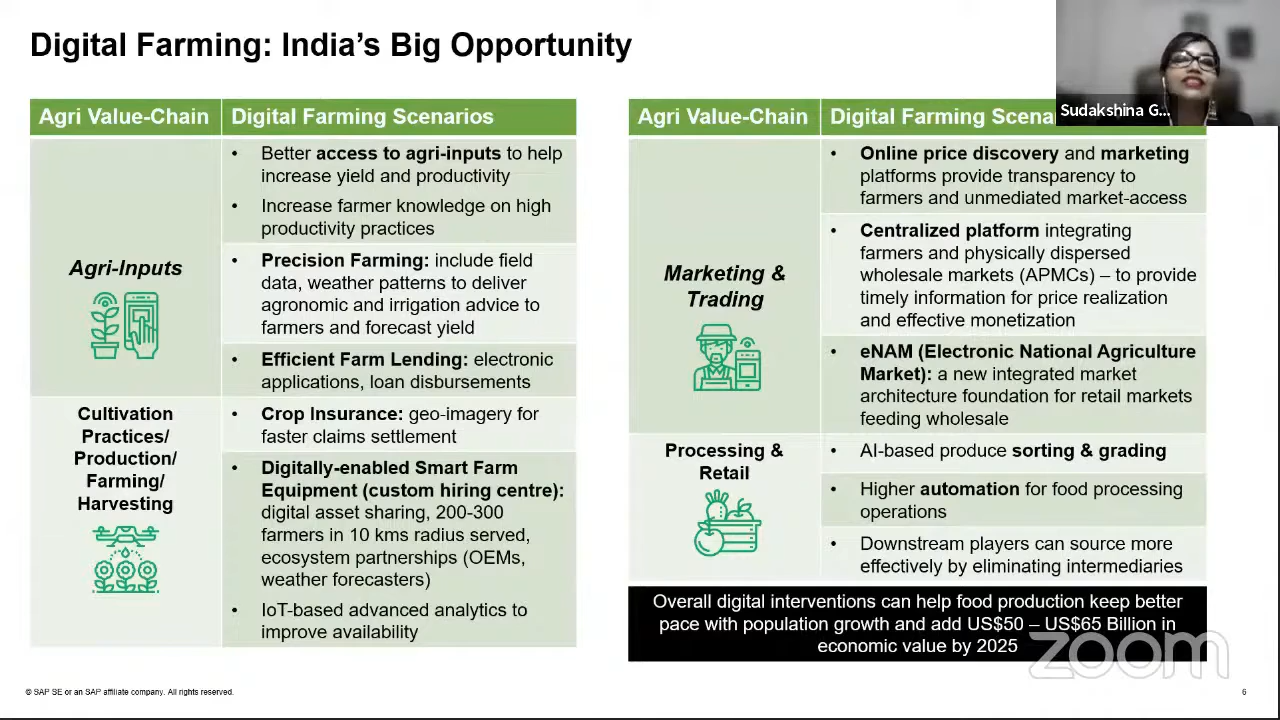 Digital Farming: India's Big Opportunity
Sudakshina G...
Agri Value-Chain
Digital Farming Scenarios
Agri-Inputs
• Better access to agri-inputs to help
increase yield and productivity
• Increase farmer knowledge on high
productivity practices
• Precision Farming: include field
data, weather patterns to deliver
agronomic and irrigation advice to
farmers and forecast yield
• Efficient Farm Lending: electronic
applications, loan disbursements
Cultivation
Practices/
Production/
Farming/
Harvesting
• Crop Insurance: geo-imagery for
faster claims settlement
• Digitally-enabled Smart Farm
Equipment (custom hiring centre):
digital asset sharing, 200-300
farmers in 10 kms radius served,
ecosystem partnerships (OEMs,
weather forecasters)
• IoT-based advanced analytics to
improve availability
Agri Value-Chain
Digital Farming
Marketing &
Trading
• Online price discovery and marketing
platforms provide transparency to
farmers and unmediated market-access
• Centralized platform integrating
farmers and physically dispersed
wholesale markets (APMCs) – to provide
timely information for price realization
and effective monetization
• eNAM (Electronic National Agriculture
Market): a new integrated market
architecture foundation for retail markets
feeding wholesale
Processing &
Retail
• AI-based produce sorting & grading
• Higher automation for food processing
operations
• Downstream players can source more
effectively by eliminating intermediaries
Overall digital interventions can help food production keep better
pace with population growth and add US$50 – US$65 Billion in
economic value by 2025
zoom
© SAP SE or an SAP affiliate company. All rights reserved.
6